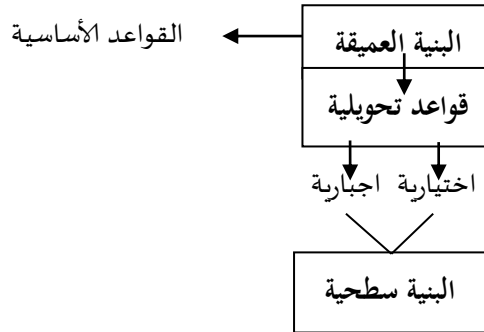 البنية العميقة
القواعد الأساسية
قواعد تحويلية
اختيارية اجبارية
البنية سطحية